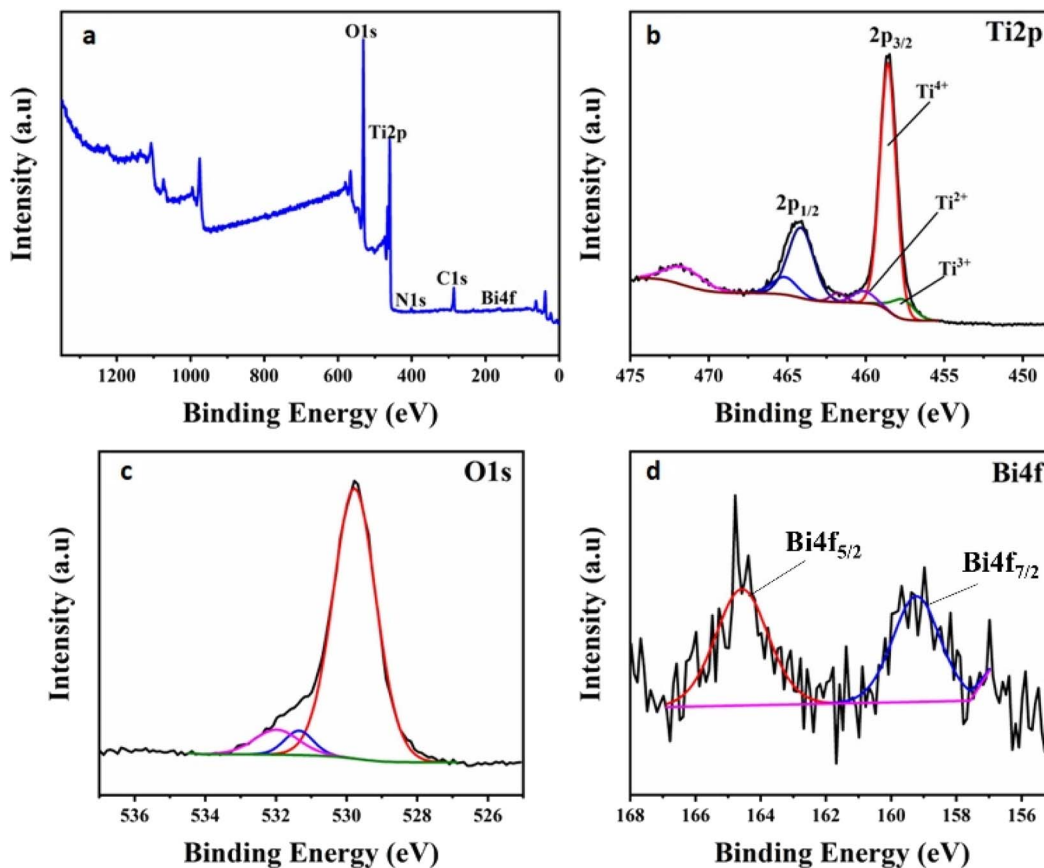 a
O1s
Ti2p
N1s
C1s
Bi4f
Intensity (a.u)
1200 1000 800 600 400 200 0
Binding Energy (eV)
b
2p3/2
Ti2p
Ti4+
2p1/2
Ti2+
Ti3+
Intensity (a.u)
475 470 465 460 455 450
Binding Energy (eV)
c
O1s
Intensity (a.u)
536 534 532 530 528 526
Binding Energy (eV)
d
Bi4f
Bi4f5/2
Bi4f7/2
Intensity (a.u)
168 166 164 162 160 158 156
Binding Energy (eV)